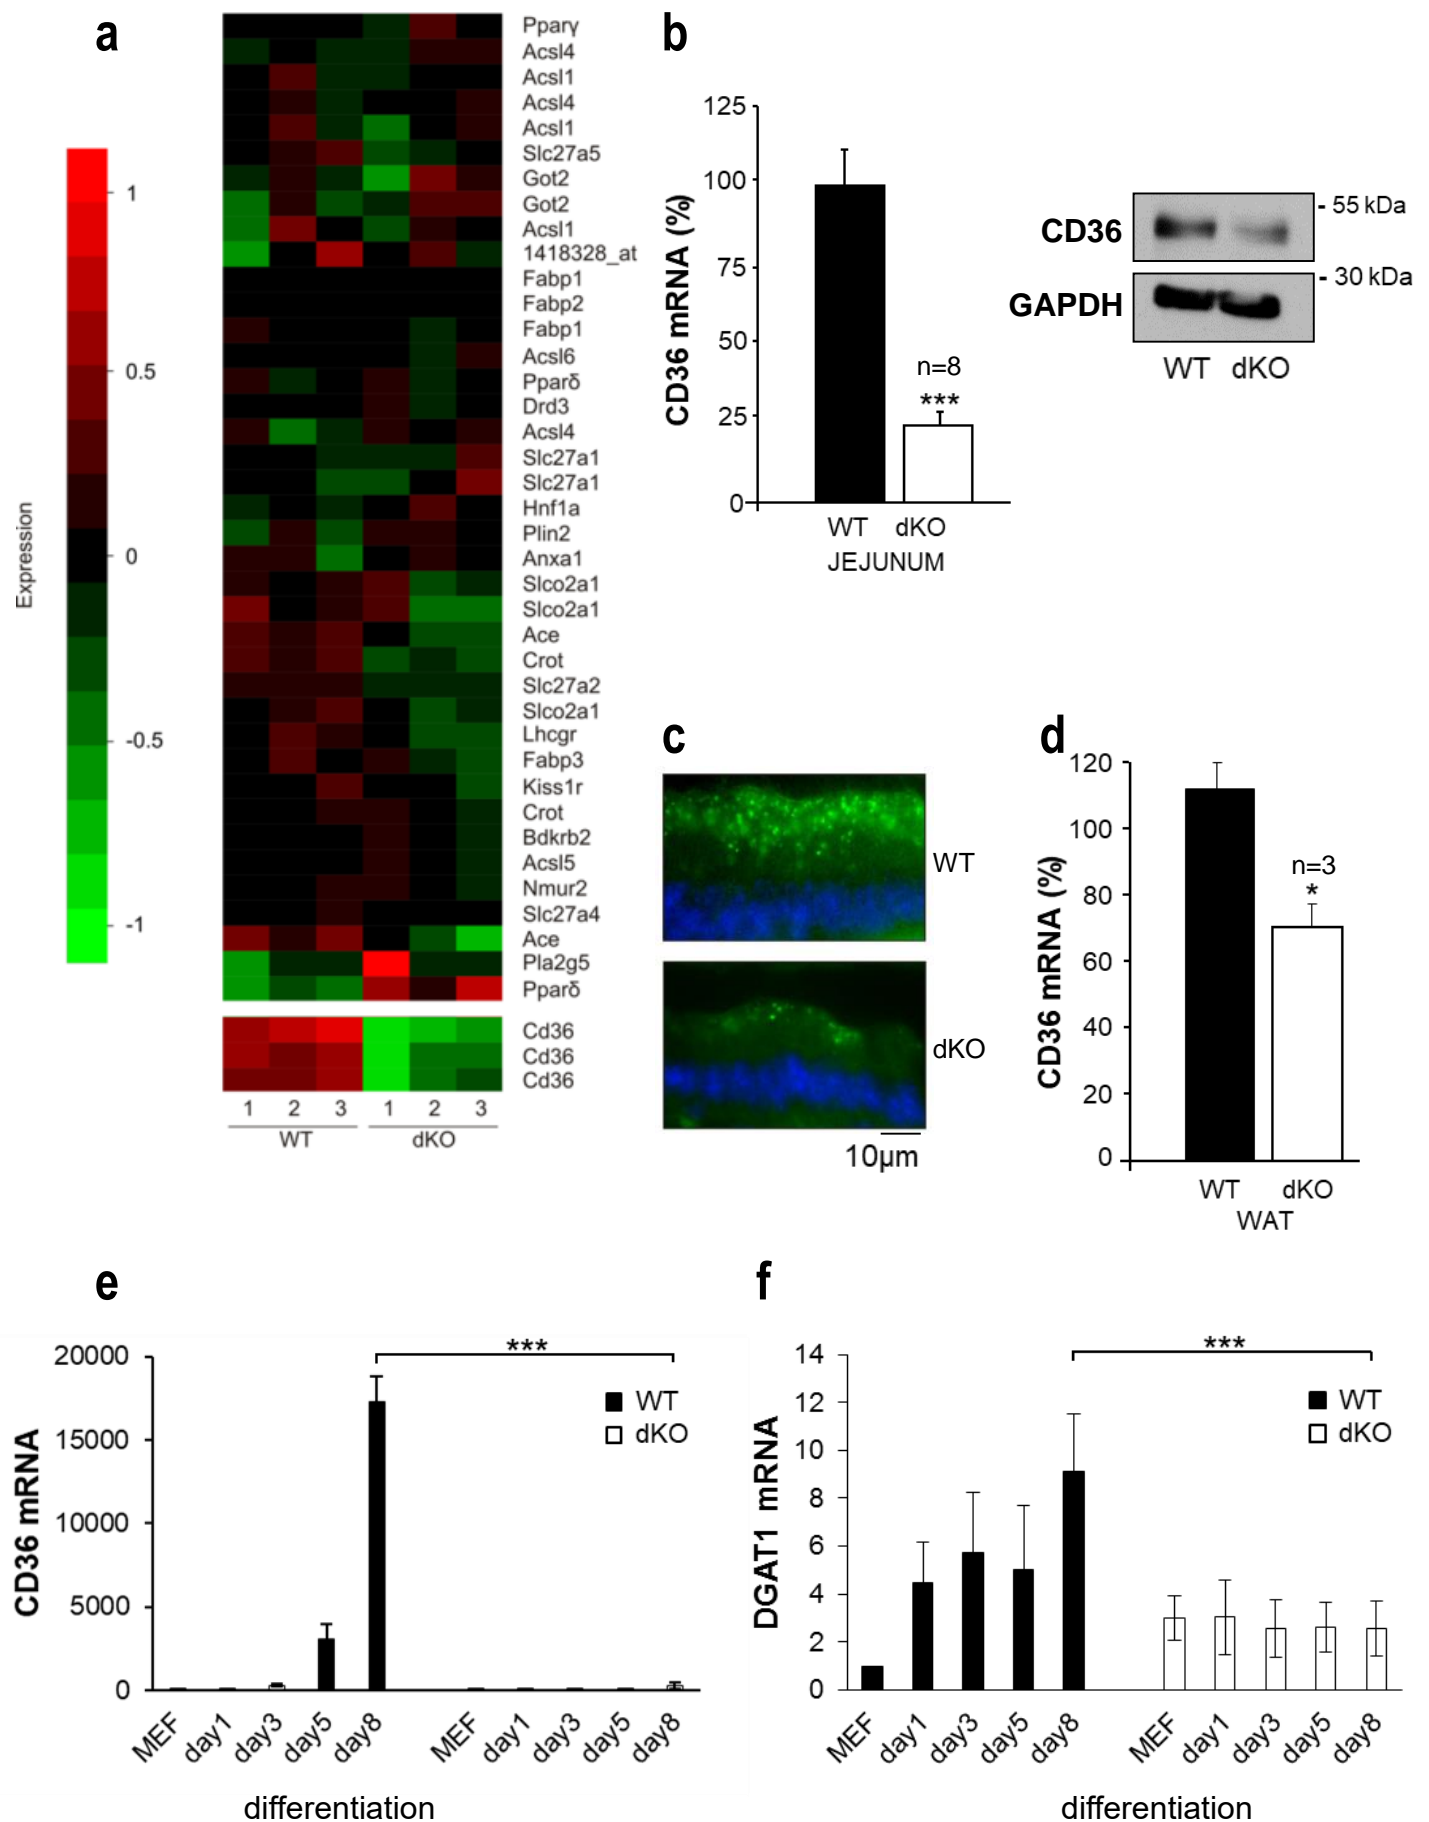 a
Expression
1
0.5
0
-0.5
-1
Pparγ
Acsl4
Acsl1
Acsl4
Acsl1
Slc27a5
Got2
Got2
Acsl1
1418328_at
Fabp1
Fabp2
Fabp1
Acsl6
Pparδ
Drd3
Acsl4
Slc27a1
Slc27a1
Hnf1a
Plin2
Anxa1
Slco2a1
Slco2a1
Ace
Crot
Slc27a2
Slco2a1
Lhcgr
Fabp3
Kiss1r
Crot
Bdkrb2
Acsl5
Nmur2
Slc27a4
Ace
Pla2g5
Pparδ
Cd36
Cd36
Cd36
1 2 3 1 2 3
WT dKO
b
CD36 mRNA (%)
125
100
75
50
25
0
n=8
***
WT dKO
JEJUNUM
CD36
- 55 kDa
GAPDH
- 30 kDa
WT dKO
c
WT
dKO
10μm
d
CD36 mRNA (%)
120
100
80
60
40
20
0
n=3
*
WT dKO
WAT
e
CD36 mRNA
20000
15000
10000
5000
0
***
WT
dKO
MEF day1 day3 day5 day8 MEF day1 day3 day5 day8
differentiation
f
DGAT1 mRNA
14
12
10
8
6
4
2
0
***
WT
dKO
MEF day1 day3 day5 day8 MEF day1 day3 day5 day8
differentiation